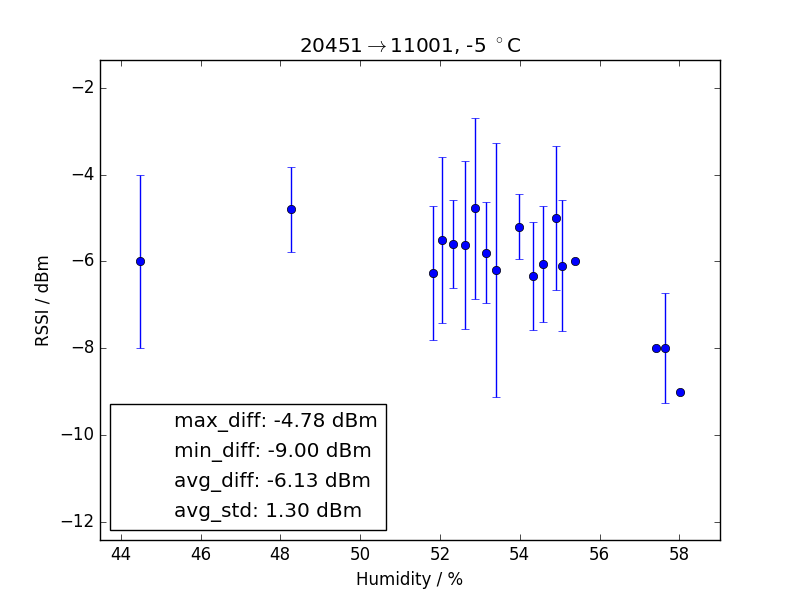 20451→11001, -5 °C
−2
−4
−6
−8
−10
−12
RSSI / dBm
max_diff: -4.78 dBm
min_diff: -9.00 dBm
avg_diff: -6.13 dBm
avg_std: 1.30 dBm
44 46 48 50 52 54 56 58
Humidity / %